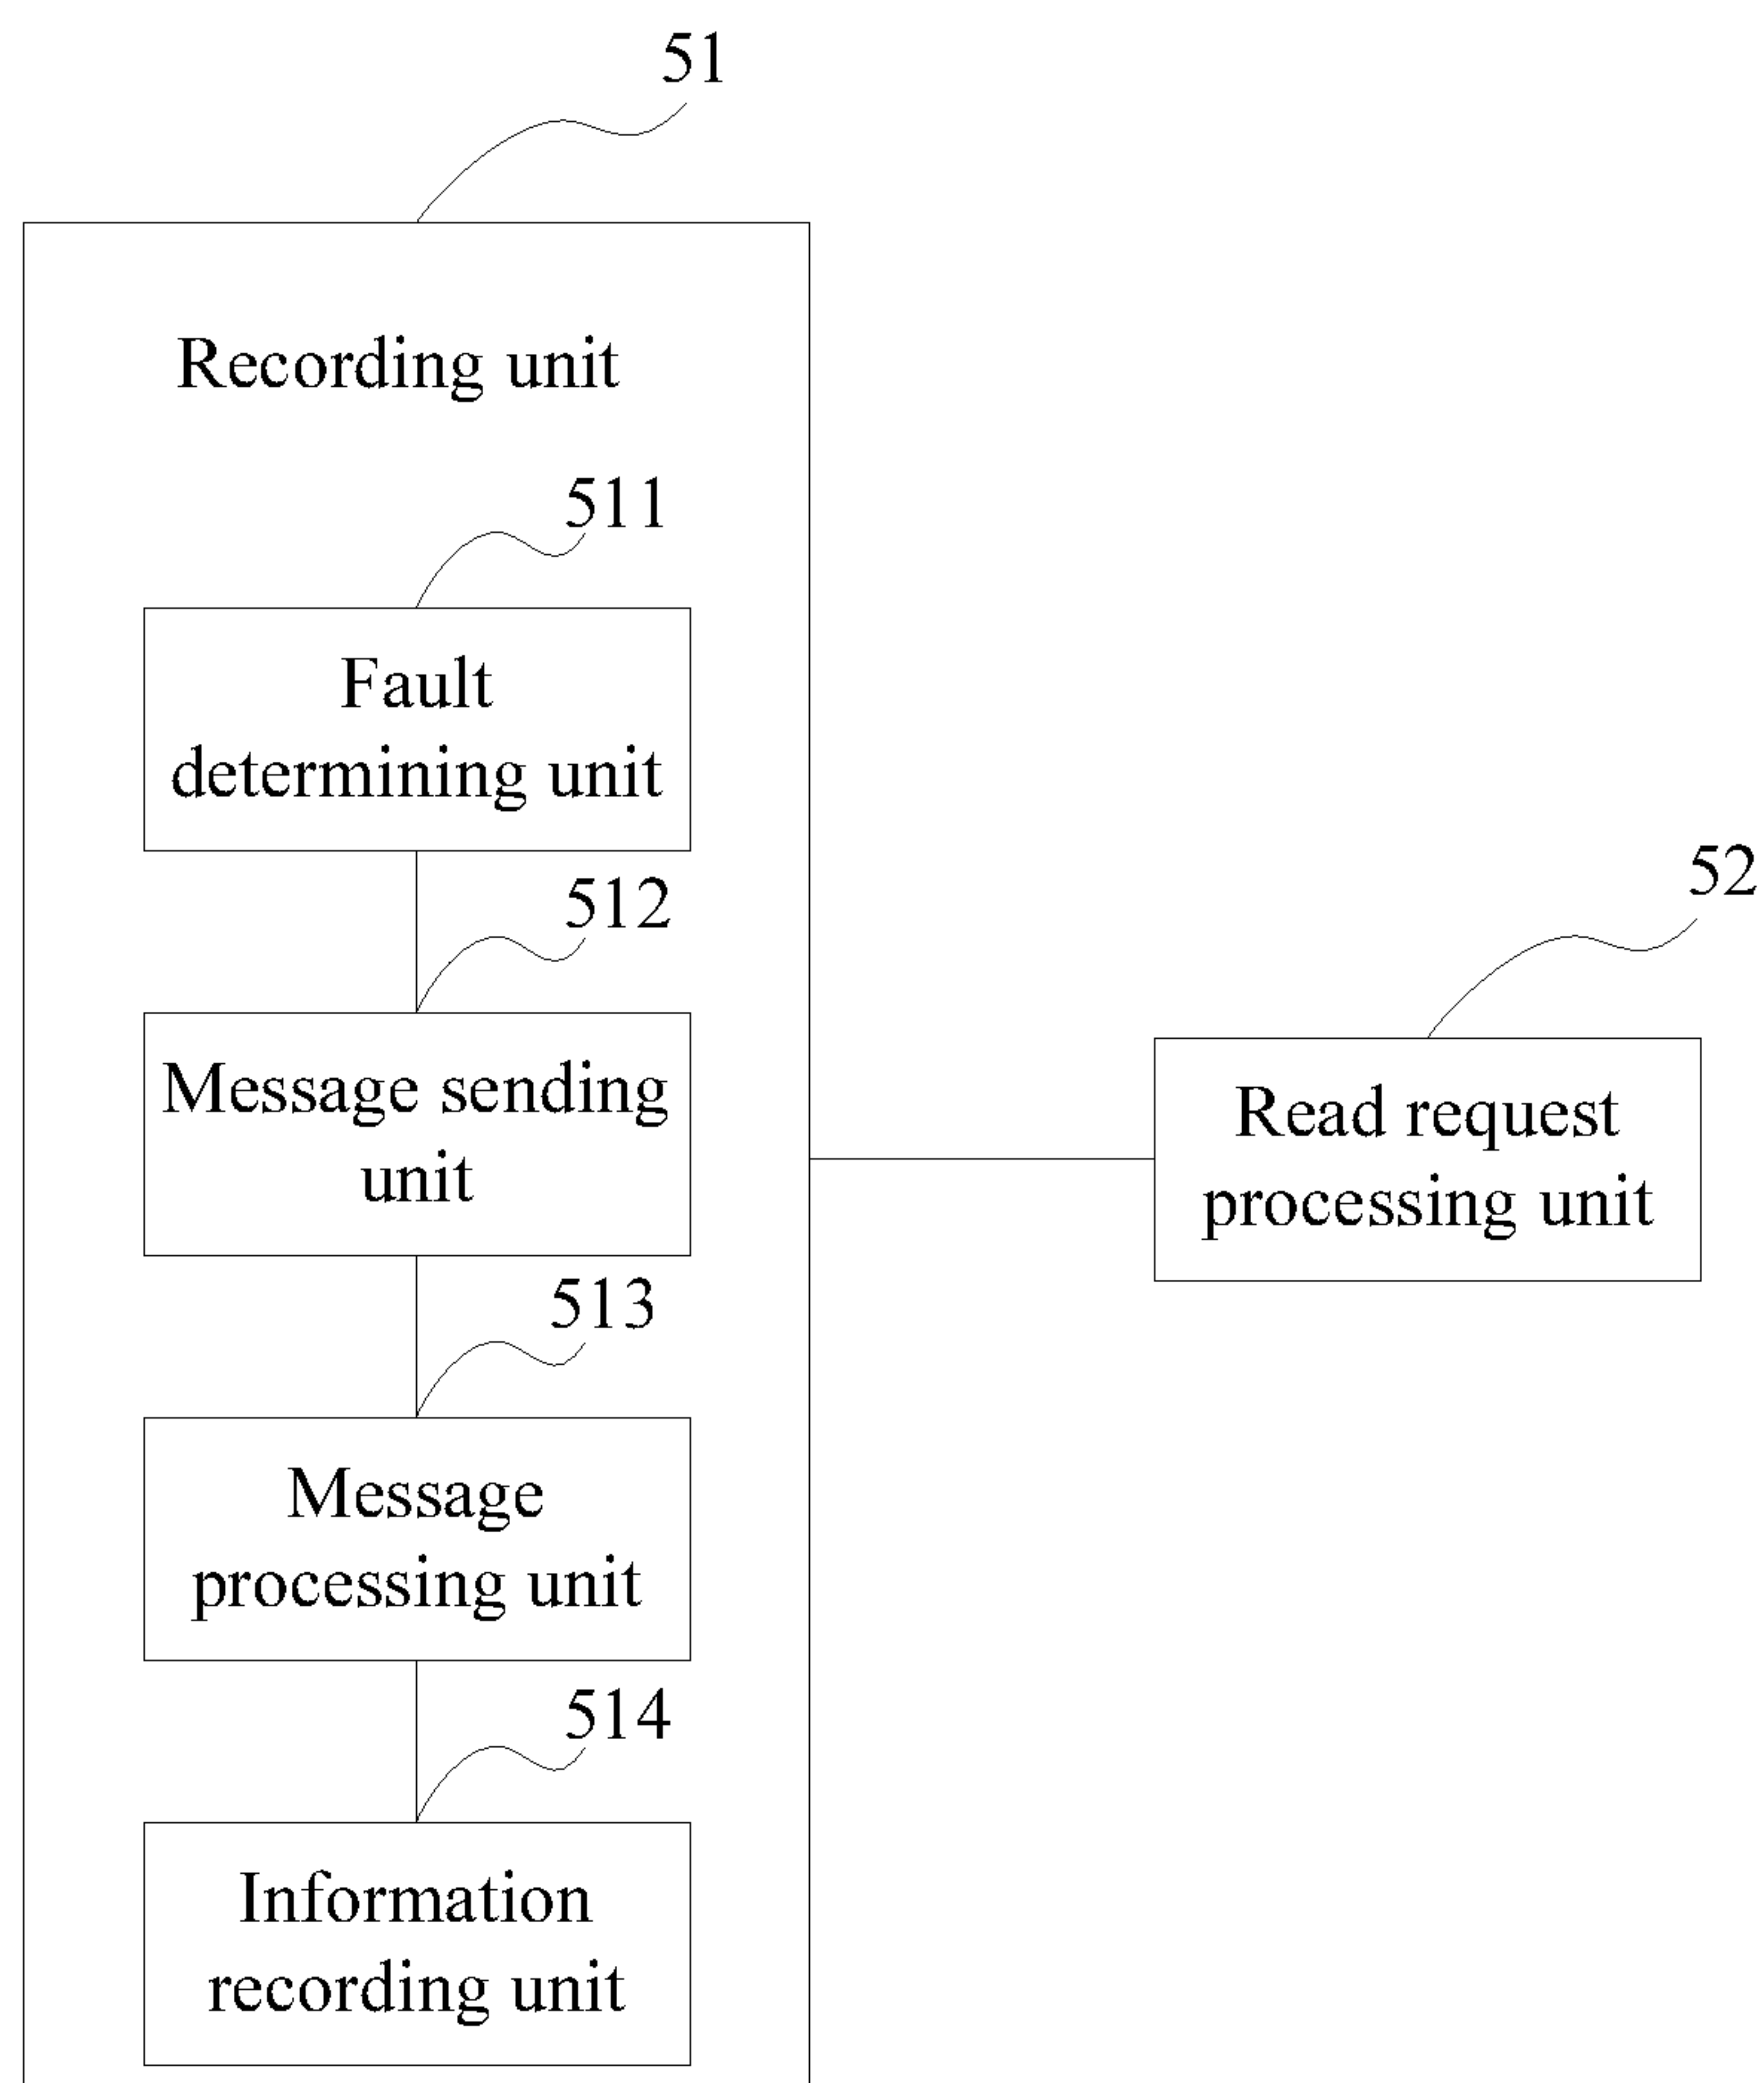 51
Recording unit
511
Fault
determining unit
512
Message sending
unit
513
Message
processing unit
514
Information
recording unit
52
Read request
processing unit